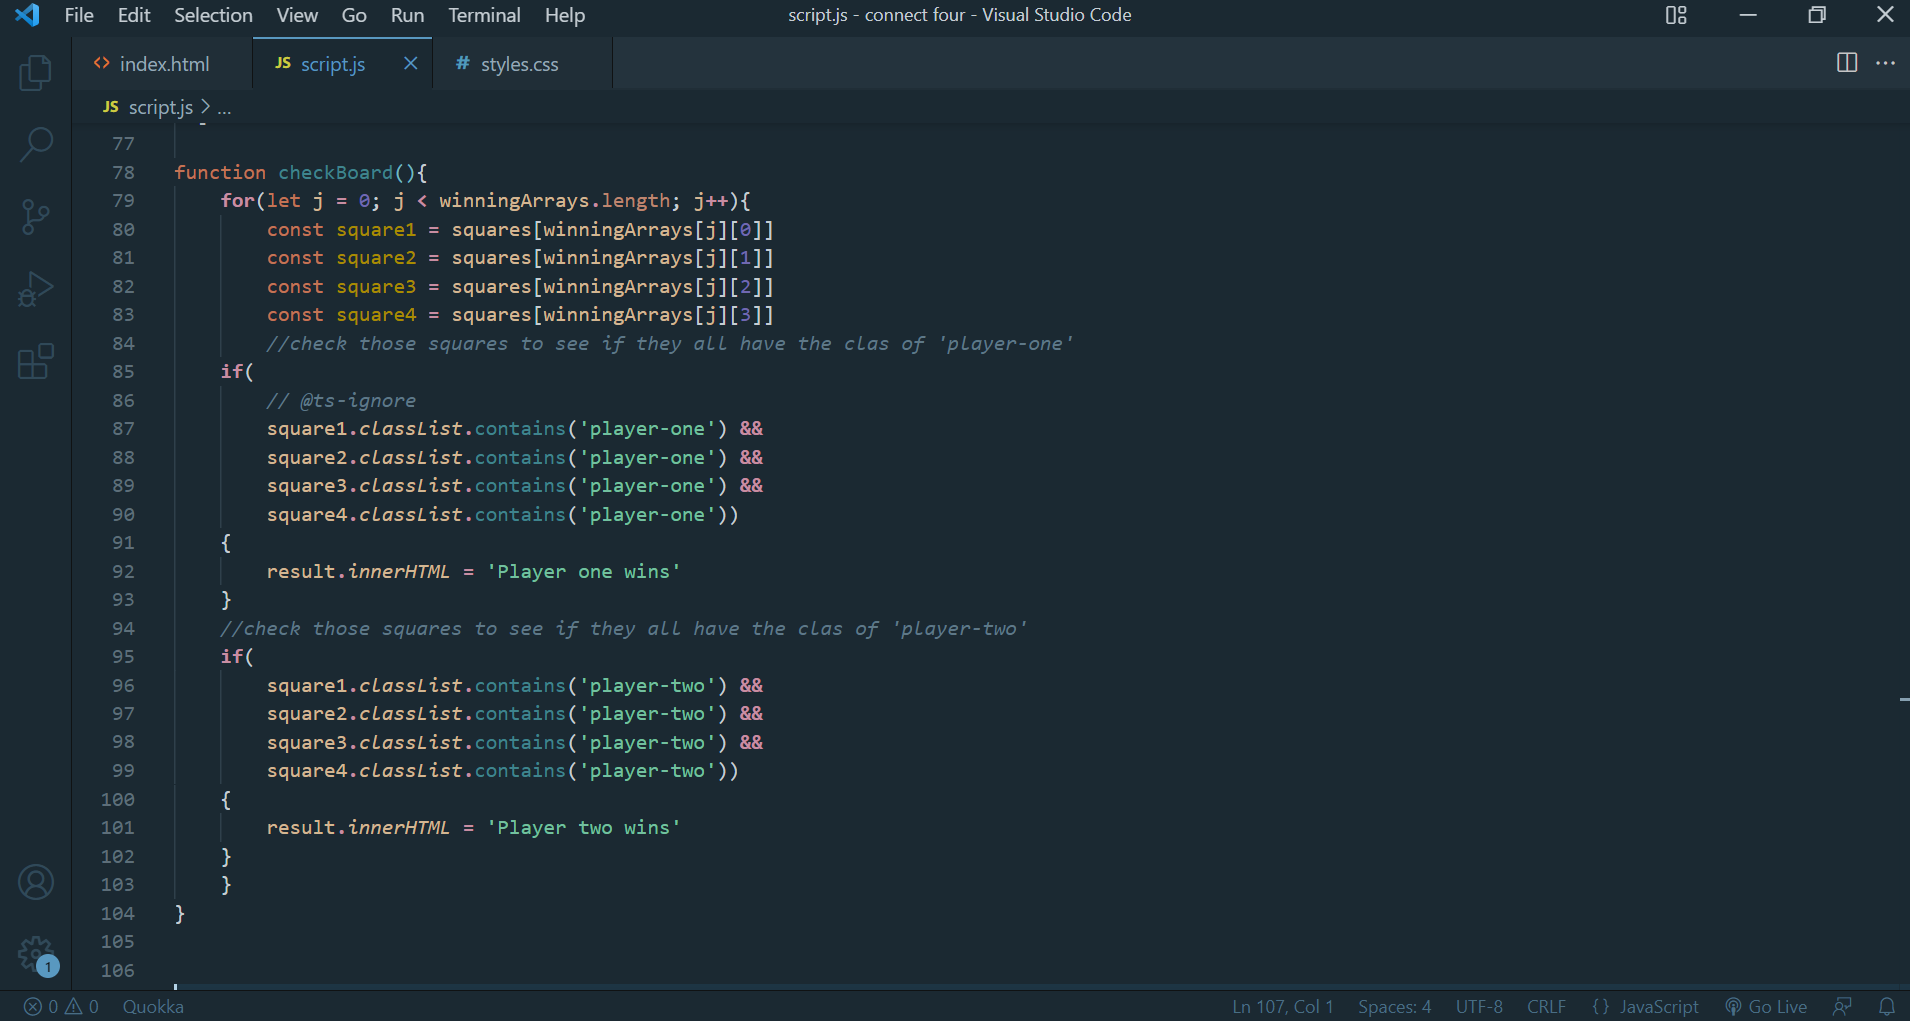 File Edit Selection View Go Run Terminal Help script.js - connect four - Visual Studio Code
<> index.html JS script.js # styles.css
JS script.js > ...
77
78 function checkBoard(){
79 for(let j = 0; j < winningArrays.length; j++){
80 const square1 = squares[winningArrays[j][0]]
81 const square2 = squares[winningArrays[j][1]]
82 const square3 = squares[winningArrays[j][2]]
83 const square4 = squares[winningArrays[j][3]]
84 //check those squares to see if they all have the clas of 'player-one'
85 if(
86 // @ts-ignore
87 square1.classList.contains('player-one') &&
88 square2.classList.contains('player-one') &&
89 square3.classList.contains('player-one') &&
90 square4.classList.contains('player-one'))
91 {
92 result.innerHTML = 'Player one wins'
93 }
94 //check those squares to see if they all have the clas of 'player-two'
95 if(
96 square1.classList.contains('player-two') &&
97 square2.classList.contains('player-two') &&
98 square3.classList.contains('player-two') &&
99 square4.classList.contains('player-two'))
100 {
101 result.innerHTML = 'Player two wins'
102 }
103 }
104 }
105
106
1
0 0 Quokka Ln 107, Col 1 Spaces: 4 UTF-8 CRLF {} JavaScript Go Live